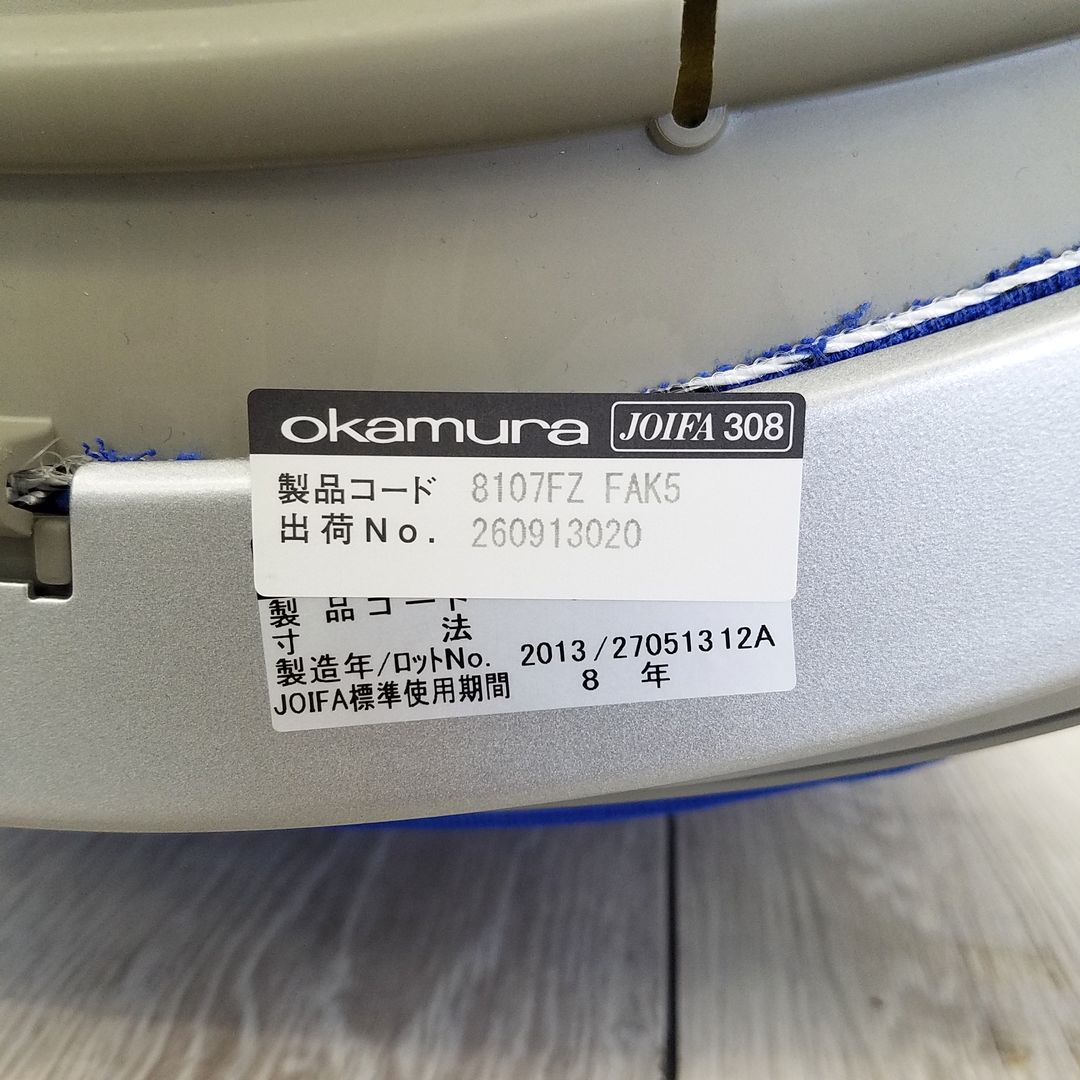 okamura JOIFA 308
製品コード 8107FZ FAK5
出荷No. 260913020
製品コード
寸法
製造年/ロットNo. 2013/27051312A
JOIFA標準使用期間 8年